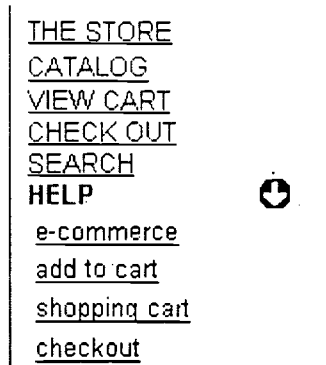 THE STORE
CATALOG
VIEW CART
CHECK OUT
SEARCH
HELP
e-commerce
add to cart
shopping cart
checkout